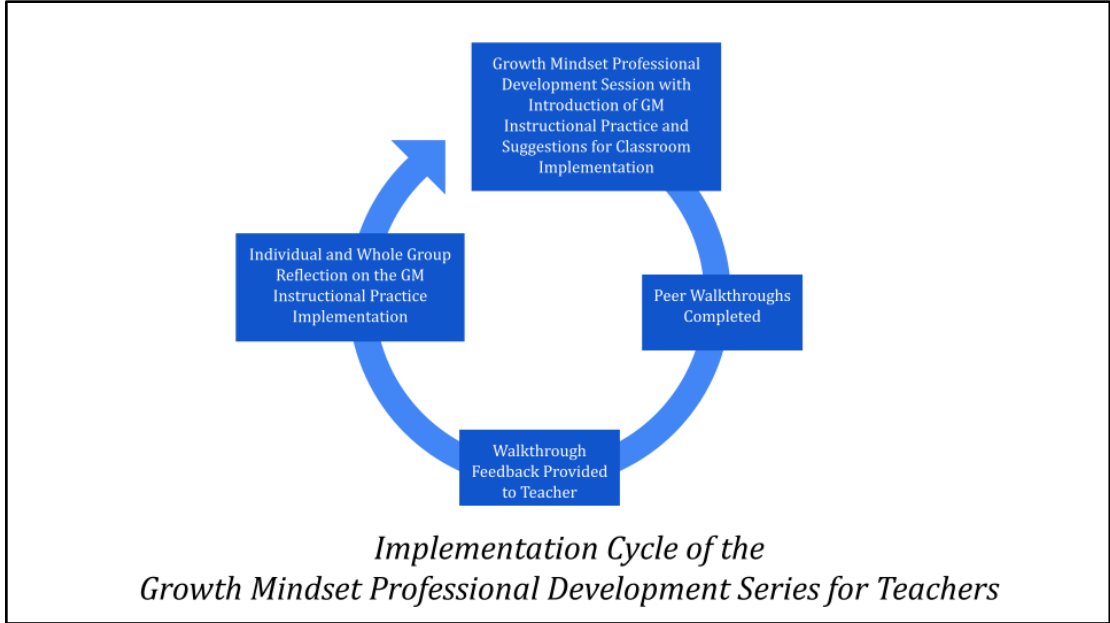 Growth Mindset Professional
Development Session with
Introduction of GM
Instructional Practice and
Suggestions for Classroom
Implementation
Peer Walkthroughs
Completed
Walkthrough
Feedback Provided
to Teacher
Individual and Whole Group
Reflection on the GM
Instructional Practice
Implementation
Implementation Cycle of the
Growth Mindset Professional Development Series for Teachers